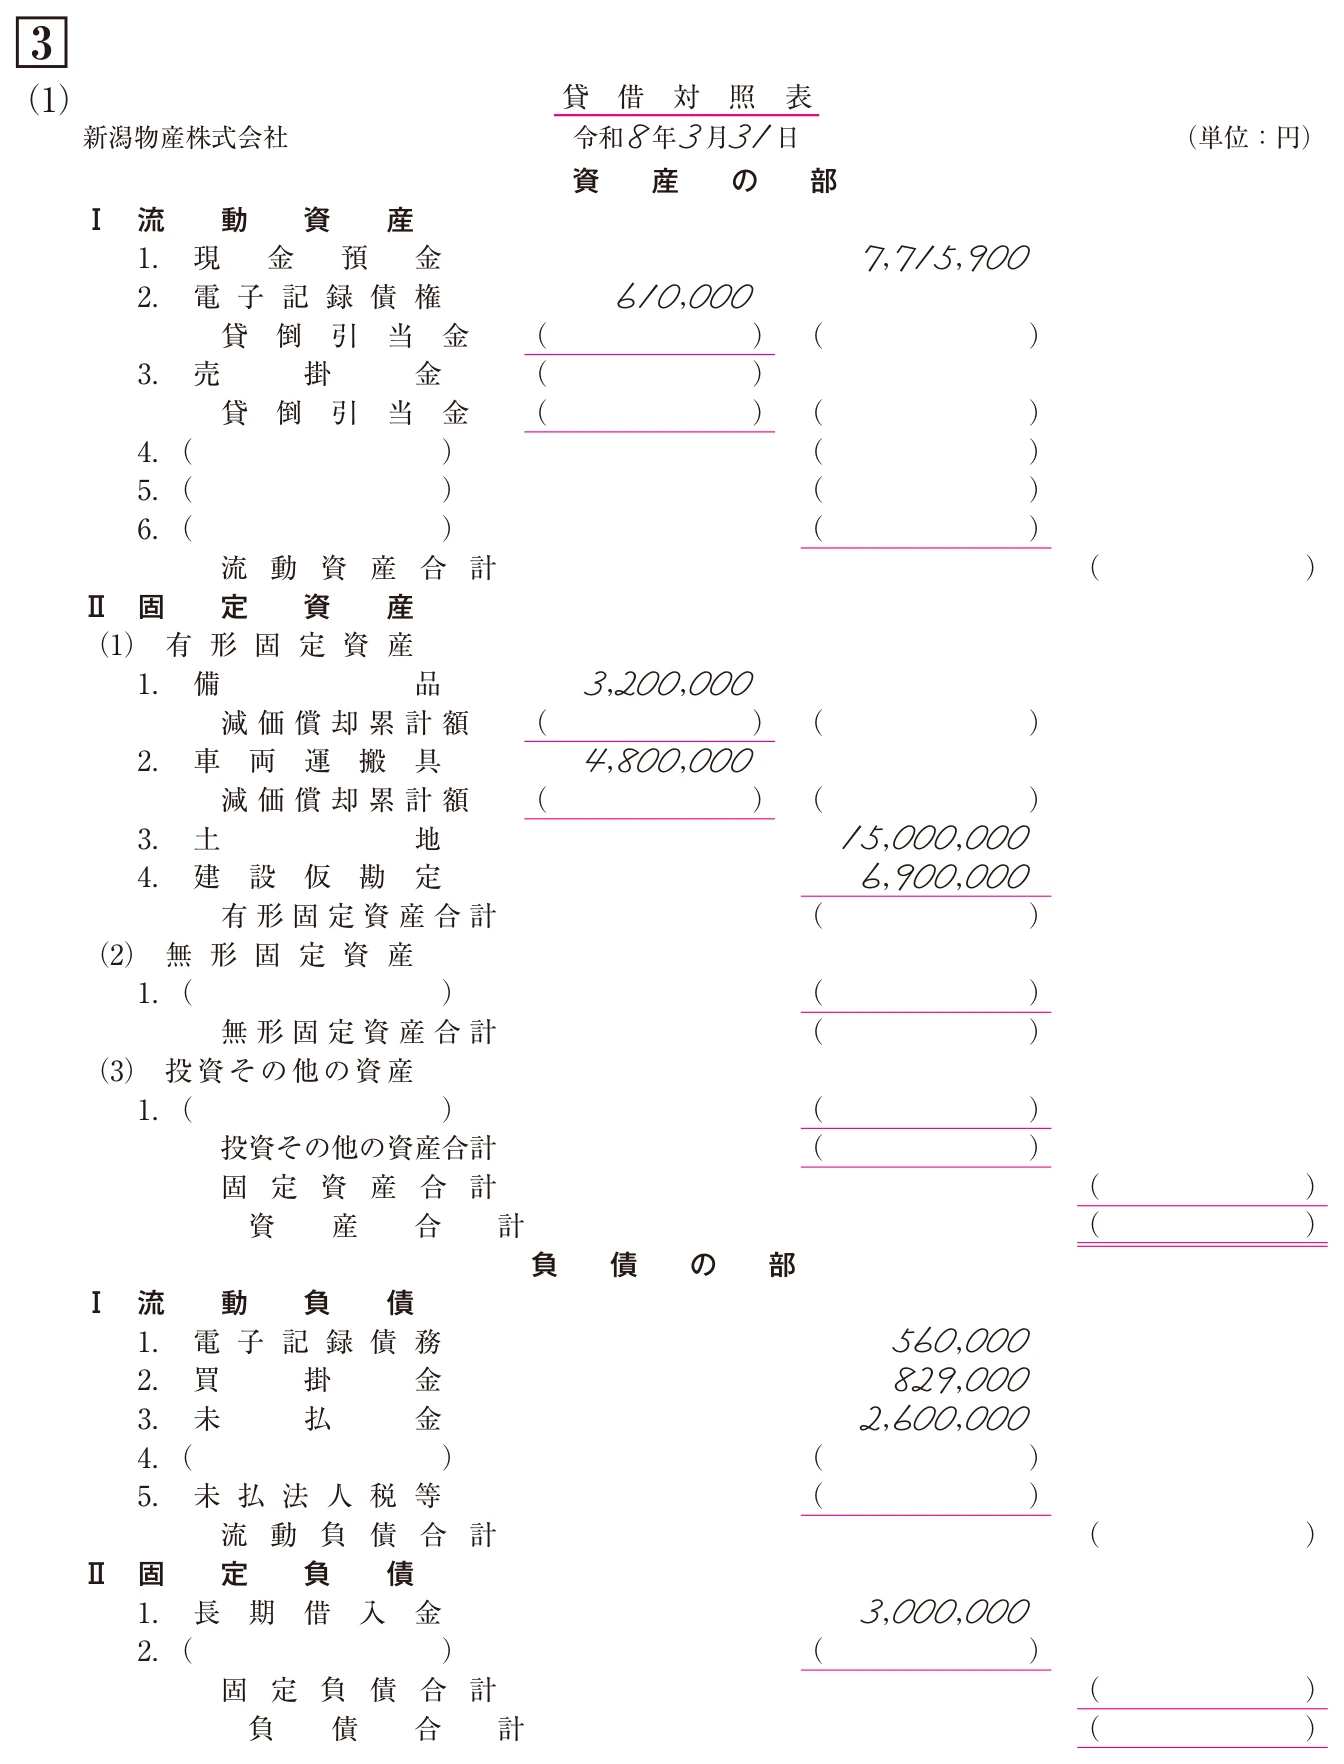 3
(1)
貸借対照表
新潟物産株式会社 令和8年3月31日 (単位:円)
資産の部
Ⅰ 流動資産
1. 現金預金 7,715,900
2. 電子記録債権 610,000
貸倒引当金 ( ) ( )
3. 売掛金 ( )
貸倒引当金 ( ) ( )
4. ( ) ( )
5. ( ) ( )
6. ( ) ( )
流動資産合計 ( )
Ⅱ 固定資産
(1) 有形固定資産
1. 備品 3,200,000
減価償却累計額 ( ) ( )
2. 車両運搬具 4,800,000
減価償却累計額 ( ) ( )
3. 土地 15,000,000
4. 建設仮勘定 6,900,000
有形固定資産合計 ( )
(2) 無形固定資産
1. ( ) ( )
無形固定資産合計 ( )
(3) 投資その他の資産
1. ( ) ( )
投資その他の資産合計 ( )
固定資産合計 ( )
資産合計 ( )
負債の部
Ⅰ 流動負債
1. 電子記録債務 560,000
2. 買掛金 829,000
3. 未払金 2,600,000
4. ( ) ( )
5. 未払法人税等 ( )
流動負債合計 ( )
Ⅱ 固定負債
1. 長期借入金 3,000,000
2. ( ) ( )
固定負債合計 ( )
負債合計 ( )